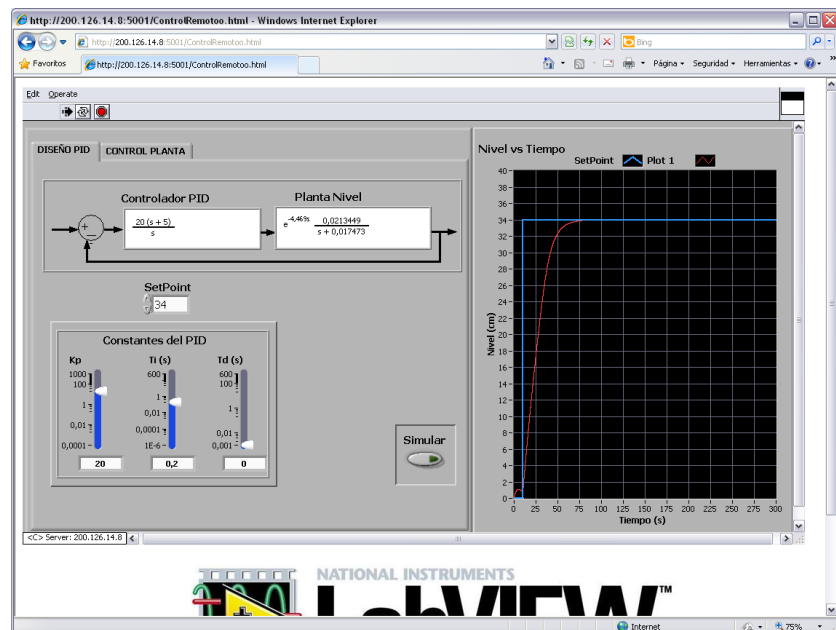 http://200.126.14.8:5001/ControlRemotoo.html - Windows Internet Explorer
http://200.126.14.8:5001/ControlRemotoo.html
Bing
Favoritos
http://200.126.14.8:5001/ControlRemotoo.html
Página
Seguridad
Herramientas
Edit Operate
DISEÑO PID
CONTROL PLANTA
Controlador PID
20 (s + 5)
s
Planta Nivel
e-4,469s
0,0213449
s + 0,017473
SetPoint
34
Constantes del PID
Kp
1000
100
1
0,01
0,0001
20
Ti (s)
600
1
0,01
0,0001
1E-6
0,2
Td (s)
600
100
1
0,01
0,001
0
Simular
Nivel vs Tiempo
SetPoint
Plot 1
Nivel (cm)
40
38
36
34
32
30
28
26
24
22
20
18
16
14
12
10
8
6
4
2
0
0 25 50 75 100 125 150 175 200 225 250 275 300
Tiempo (s)
<C> Server: 200.126.14.8
NATIONAL INSTRUMENTS
LabVIEW™
Internet
75%